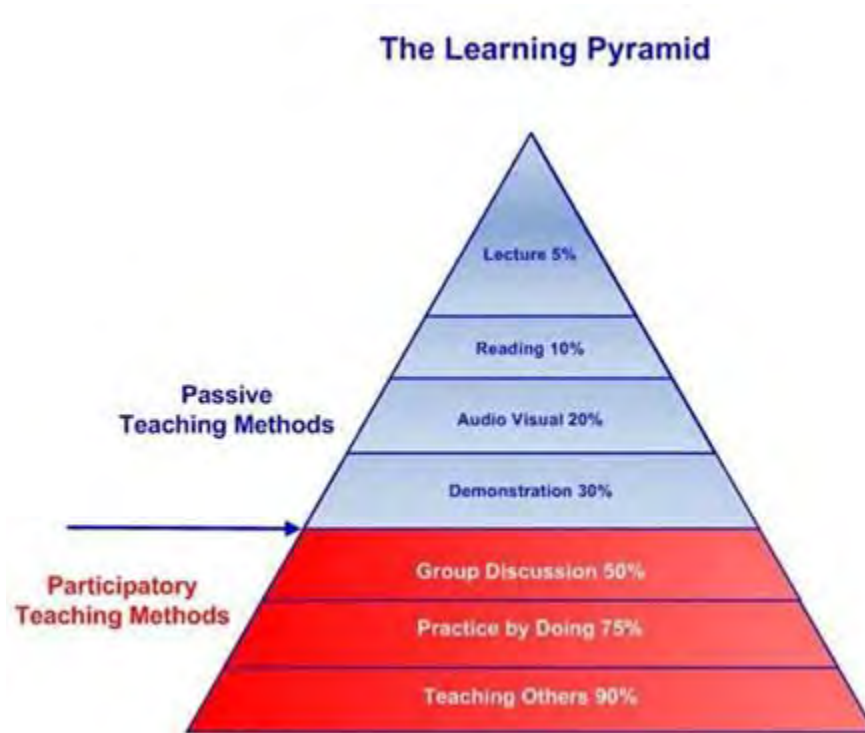 The Learning Pyramid
Lecture 5%
Reading 10%
Audio Visual 20%
Demonstration 30%
Passive
Teaching Methods
Group Discussion 50%
Practice by Doing 75%
Teaching Others 90%
Participatory
Teaching Methods